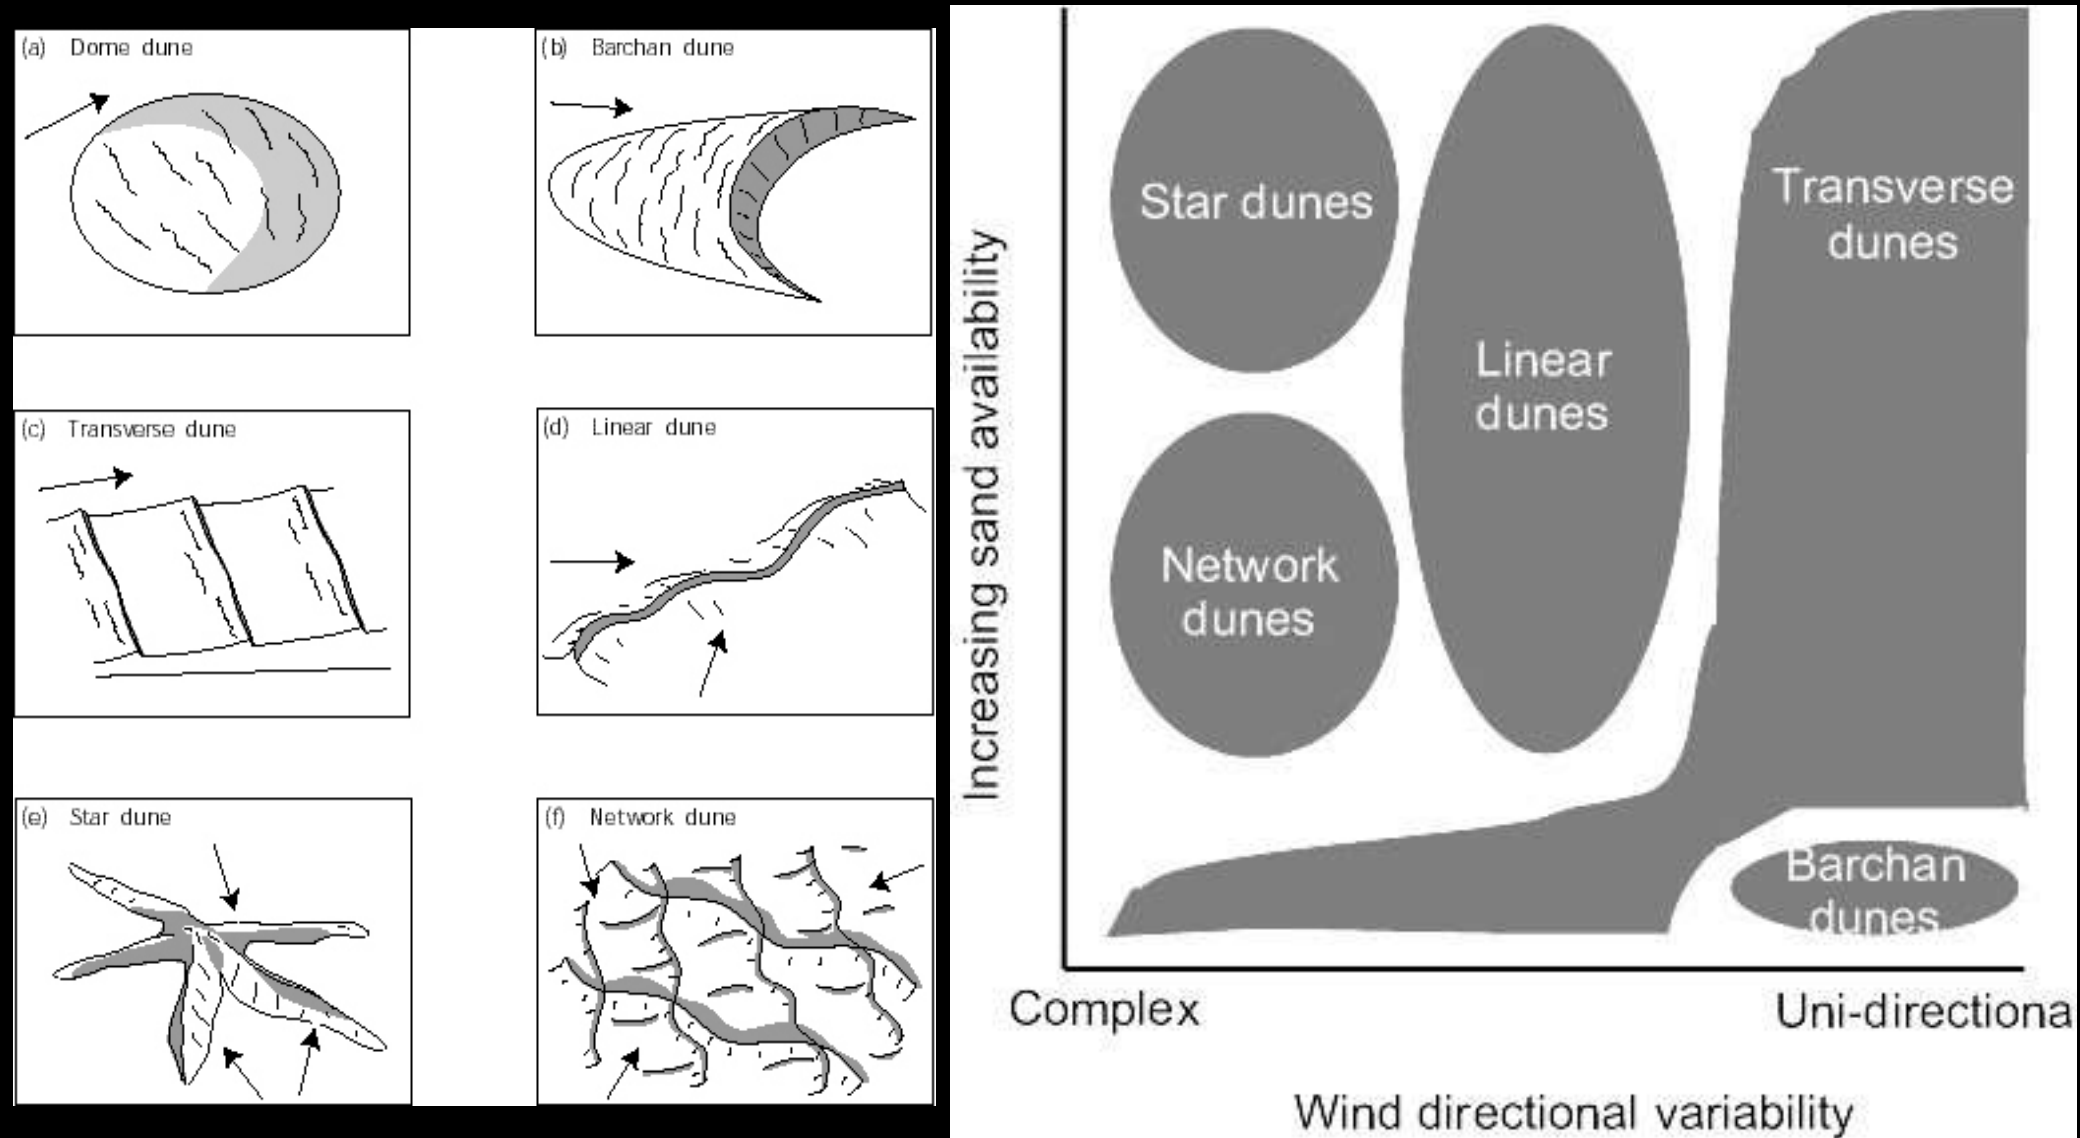 (a) Dome dune
(b) Barchan dune
(c) Transverse dune
(d) Linear dune
(e) Star dune
(f) Network dune
Increasing sand availability
Star dunes
Linear
dunes
Transverse
dunes
Network
dunes
Barchan
dunes
Complex
Uni-directiona
Wind directional variability